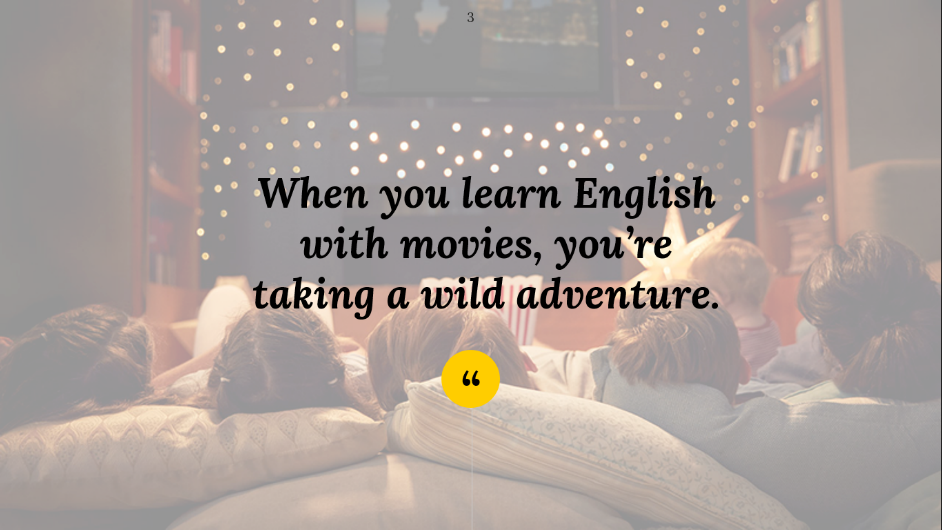 3
When you learn English
with movies, you’re
taking a wild adventure.
“